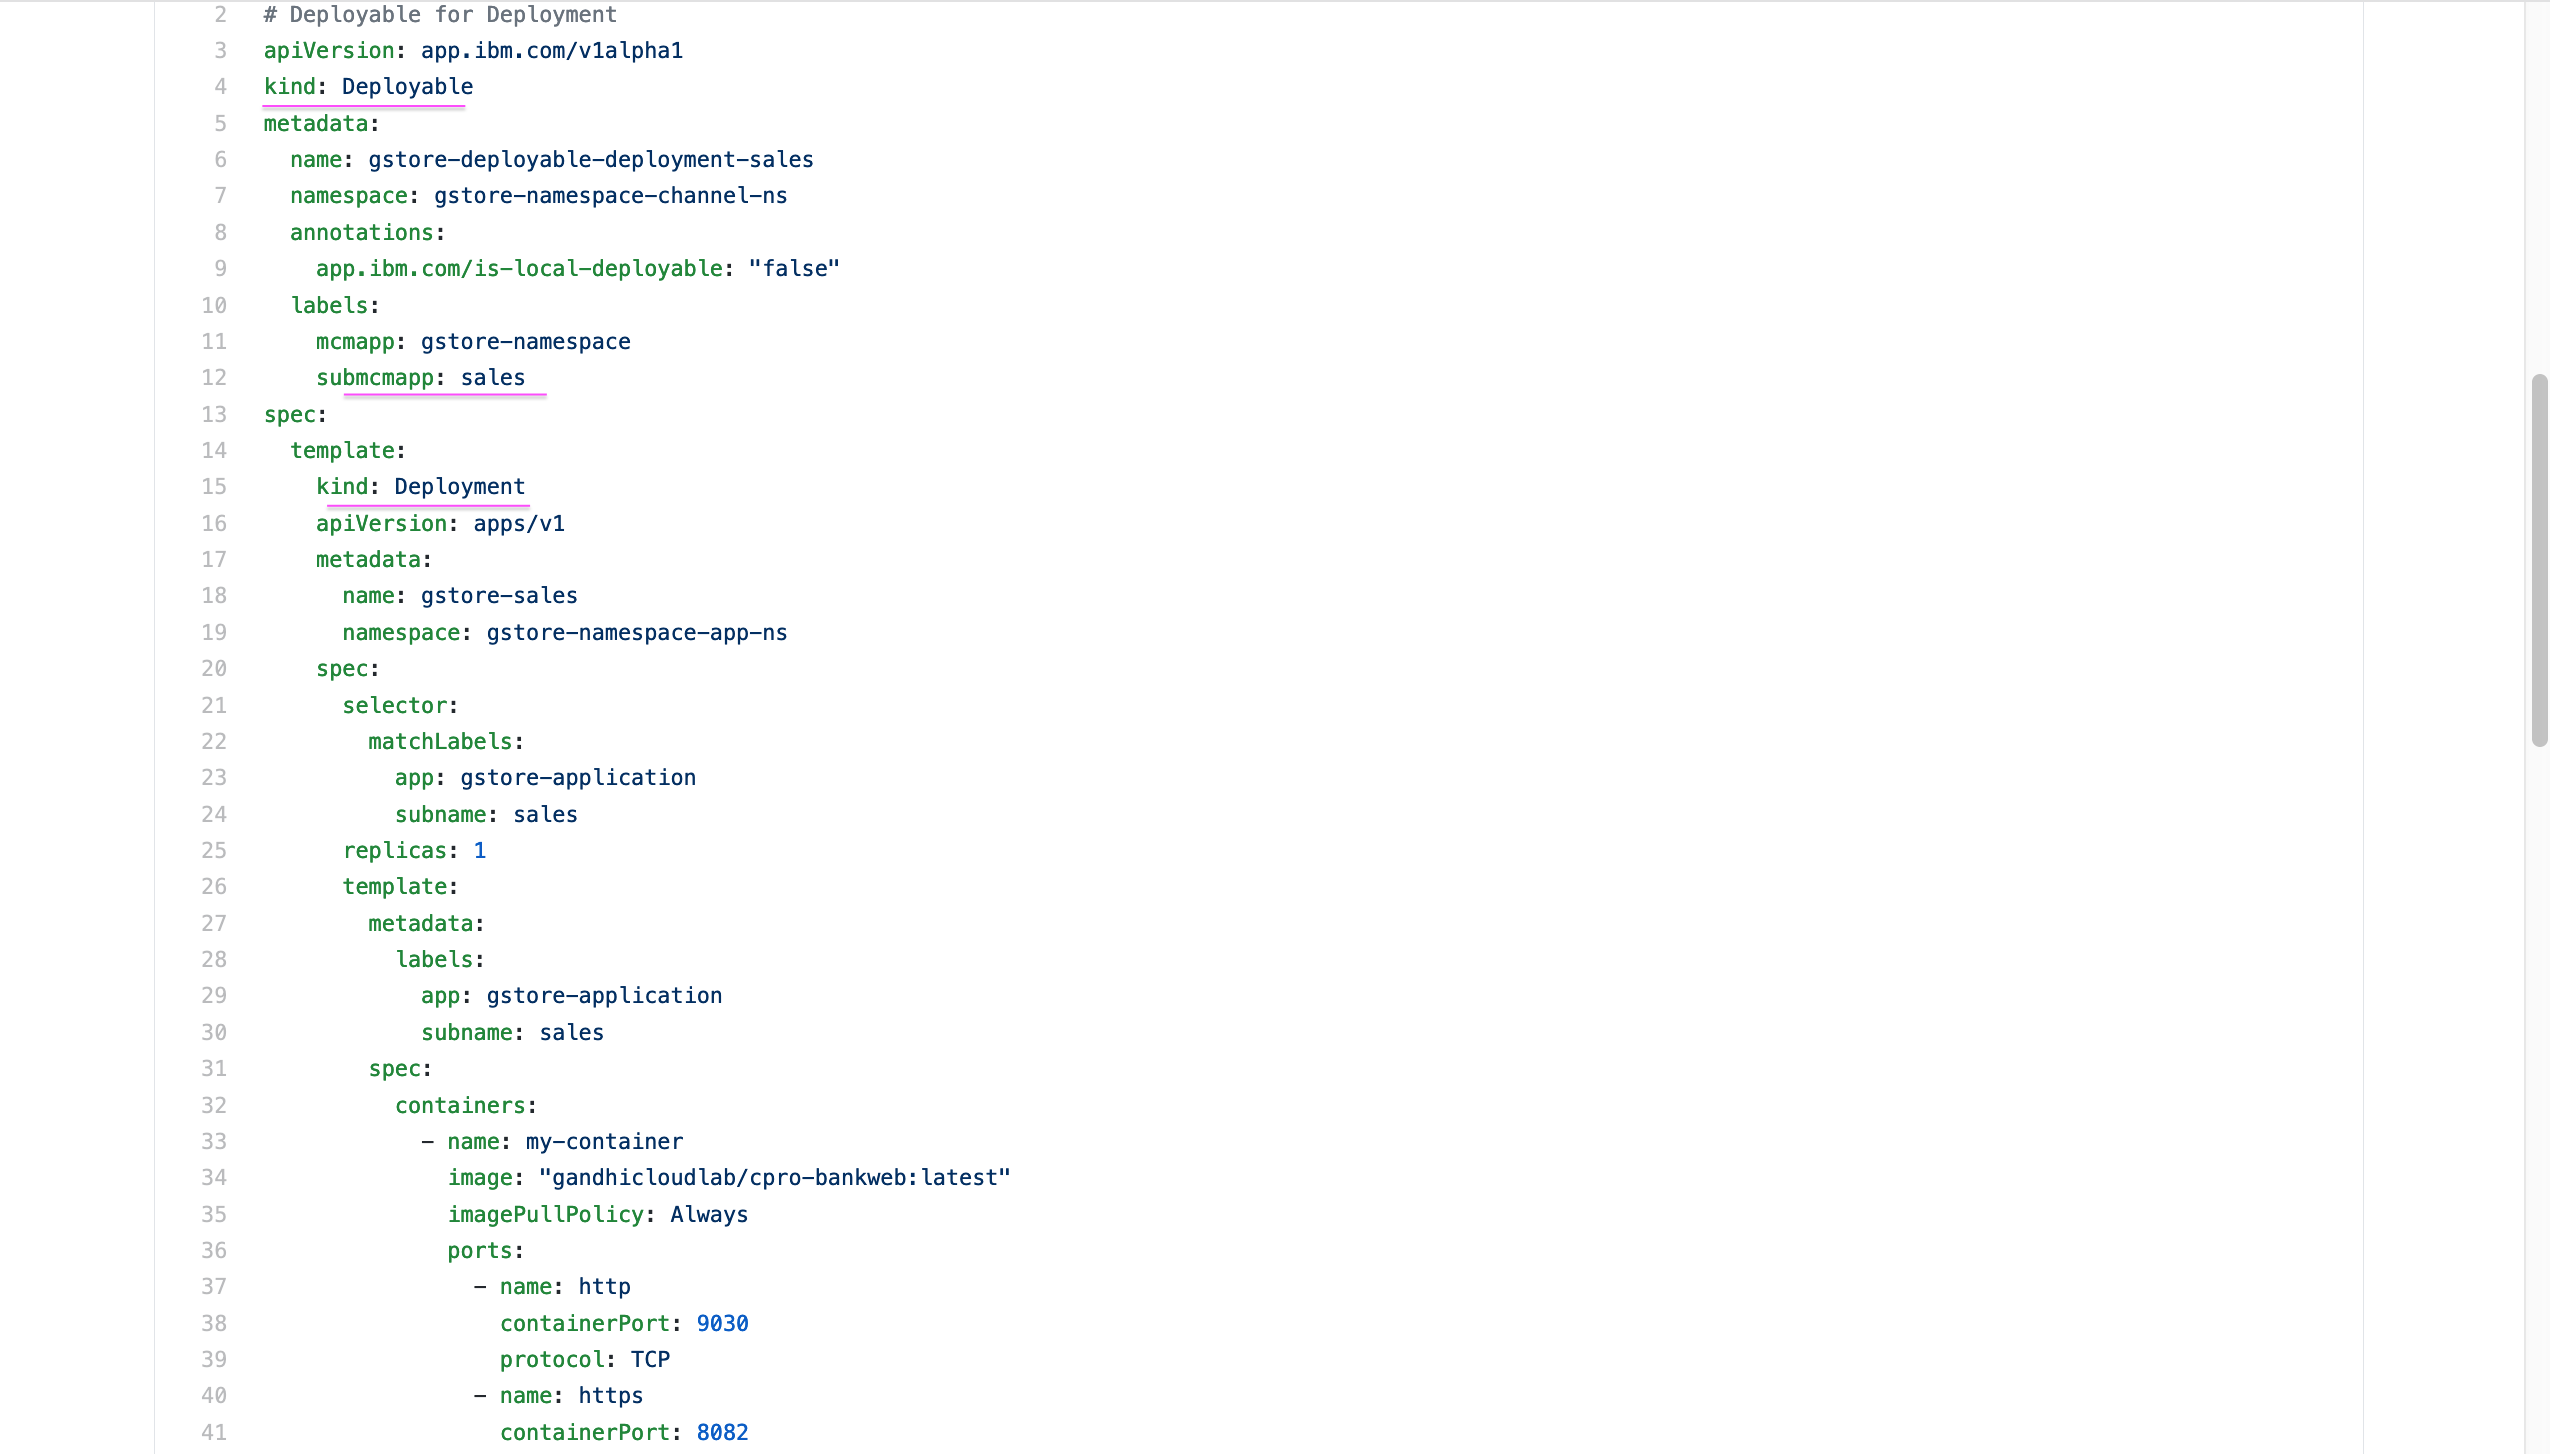 2 # Deployable for Deployment
3 apiVersion: app.ibm.com/v1alpha1
4 kind: Deployable
5 metadata:
6   name: gstore-deployable-deployment-sales
7   namespace: gstore-namespace-channel-ns
8   annotations:
9     app.ibm.com/is-local-deployable: "false"
10   labels:
11     mcmapp: gstore-namespace
12     submcmapp: sales
13 spec:
14   template:
15     kind: Deployment
16     apiVersion: apps/v1
17     metadata:
18       name: gstore-sales
19       namespace: gstore-namespace-app-ns
20     spec:
21       selector:
22         matchLabels:
23           app: gstore-application
24           subname: sales
25       replicas: 1
26       template:
27         metadata:
28           labels:
29             app: gstore-application
30             subname: sales
31         spec:
32           containers:
33             - name: my-container
34               image: "gandhicloudlab/cpro-bankweb:latest"
35               imagePullPolicy: Always
36               ports:
37                 - name: http
38                   containerPort: 9030
39                   protocol: TCP
40                 - name: https
41                   containerPort: 8082